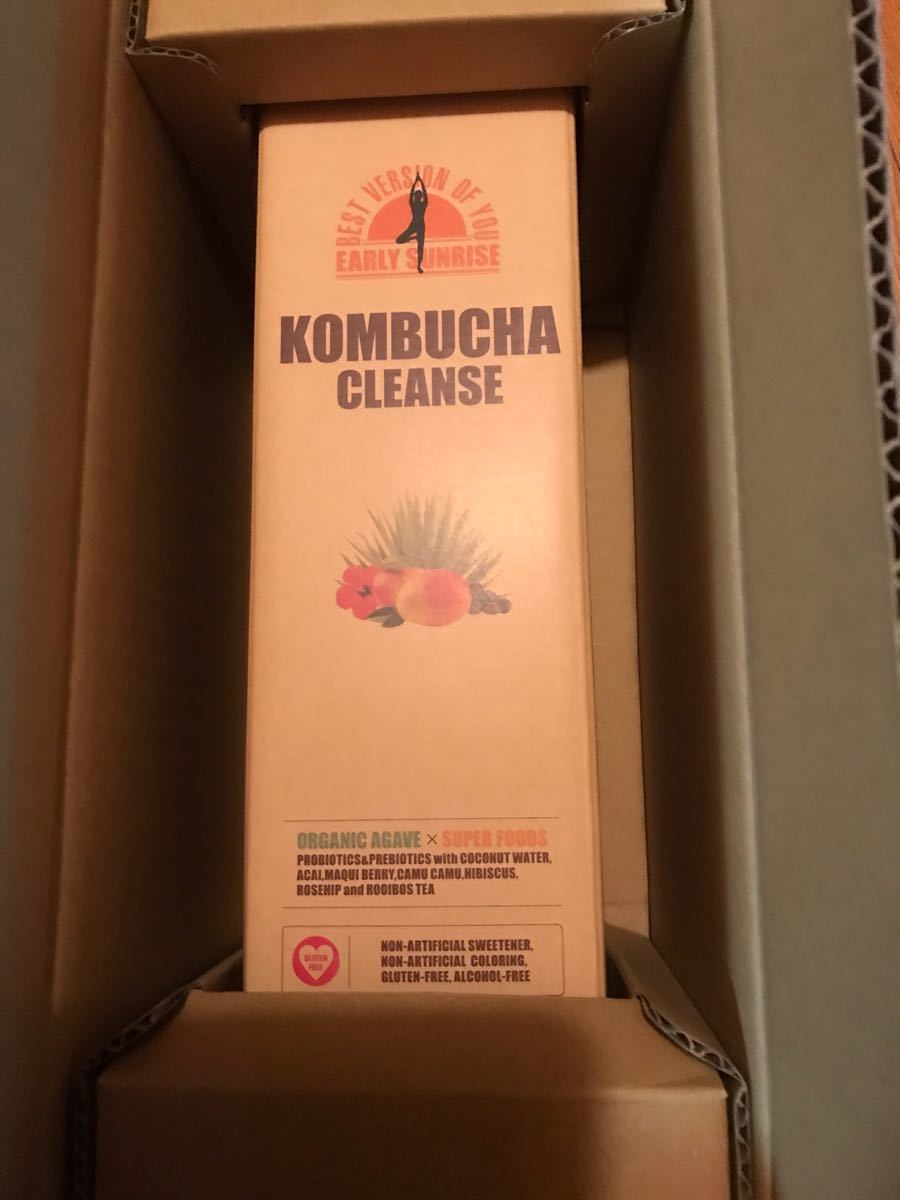 BEST VERSION OF YOU
EARLY SUNRISE
KOMBUCHA
CLEANSE
ORGANIC AGAVE × SUPER FOODS
PROBIOTICS&PREBIOTICS with COCONUT WATER,
ACAI,MAQUI BERRY,CAMU CAMU,HIBISCUS,
ROSEHIP and ROOIBOS TEA
GLUTEN
FREE
NON-ARTIFICIAL SWEETENER,
NON-ARTIFICIAL COLORING,
GLUTEN-FREE, ALCOHOL-FREE